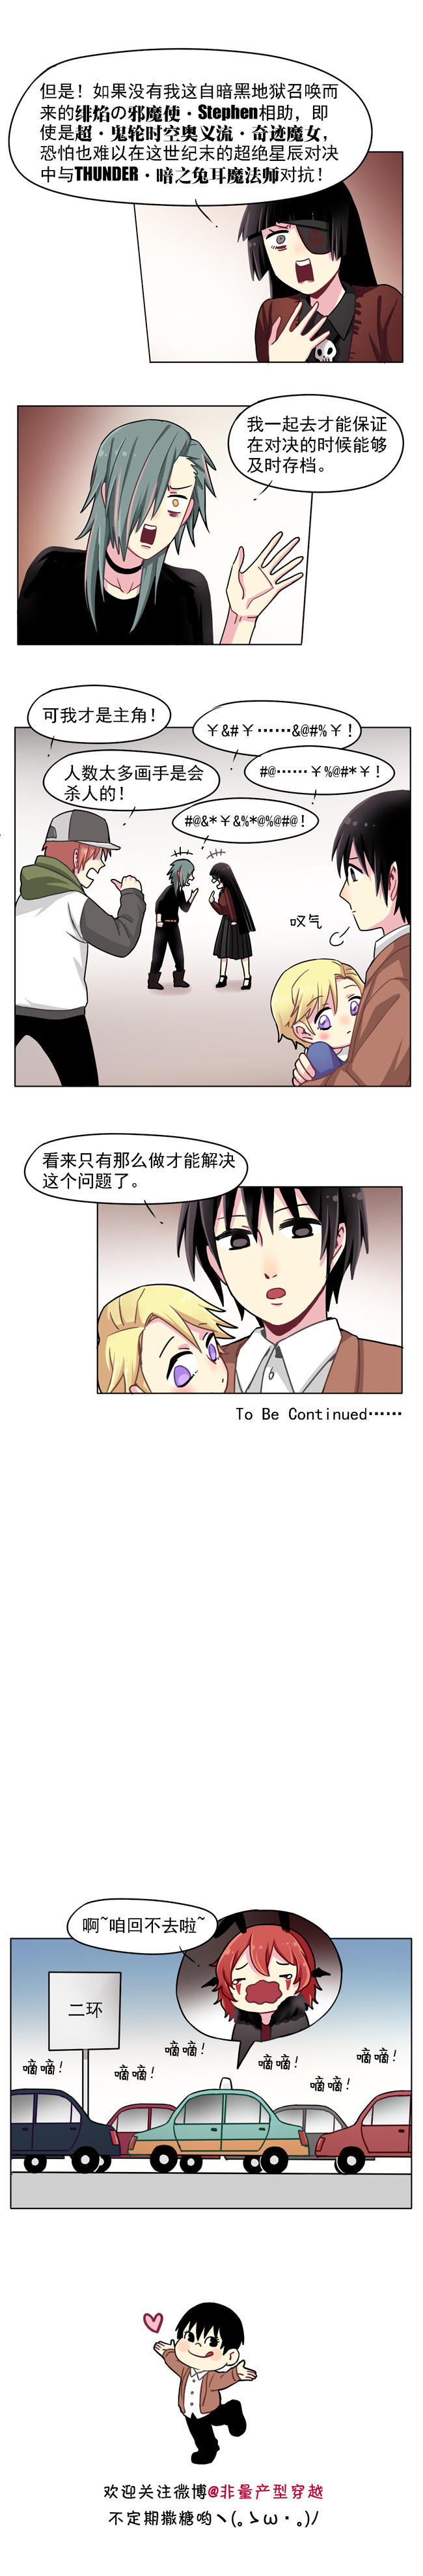 但是！如果没有我这自暗黑地狱召唤而
来的绯焰の邪魔使·Stephen相助，即
使是超·鬼轮时空奥义流·奇迹魔女，
恐怕也难以在这世纪末的超绝星辰对决
中与THUNDER·暗之兔耳魔法师对抗！
我一起去才能保证
在对决的时候能够
及时存档。
可我才是主角！
￥&#￥……&@#%￥！
人数太多画手是会
杀人的！
#@……￥%@#*￥！
#@&*￥&%*@%@#@！
叹气
看来只有那么做才能解决
这个问题了。
To Be Continued……
啊~咱回不去啦~
二环
嘀嘀！
嘀嘀！
嘀嘀！
嘀嘀！
嘀嘀！
嘀嘀！
欢迎关注微博@非量产型穿越
不定期撒糖哟ヽ(｡ゝω·｡)ﾉ